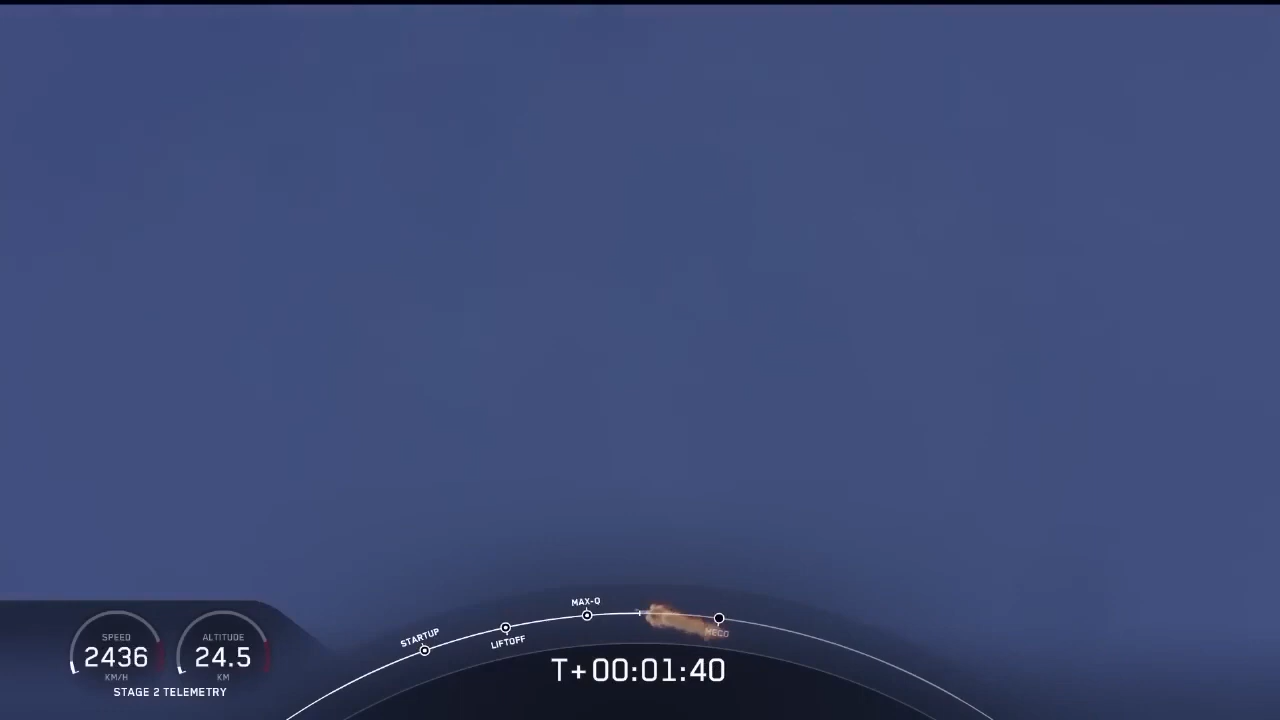 STARTUP
LIFTOFF
MAX-Q
MECO
SPEED
2436
KM/H
ALTITUDE
24.5
KM
STAGE 2 TELEMETRY
T+00:01:40